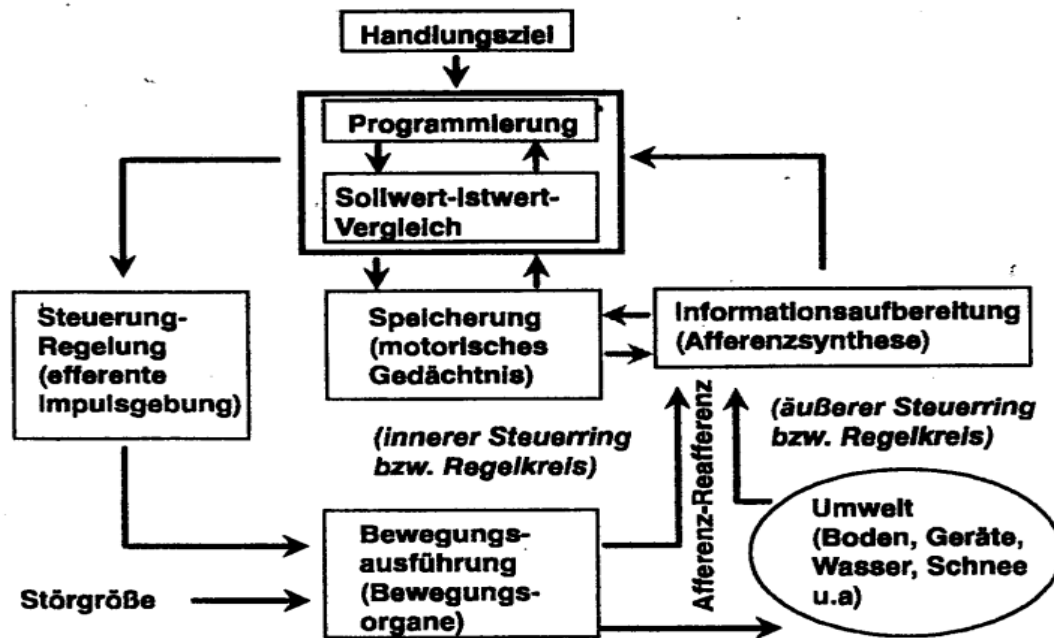 Handlungsziel
Programmierung
Sollwert-Istwert-
Vergleich
Steuerung-
Regelung
(efferente
Impulsgebung)
Speicherung
(motorisches
Gedächtnis)
Informationsaufbereitung
(Afferenzsynthese)
(innerer Steuerring
bzw. Regelkreis)
Afferenz-Reafferenz
(äußerer Steuerring
bzw. Regelkreis)
Umwelt
(Boden, Geräte,
Wasser, Schnee
u.a)
Bewegungs-
ausführung
(Bewegungs-
organe)
Störgröße